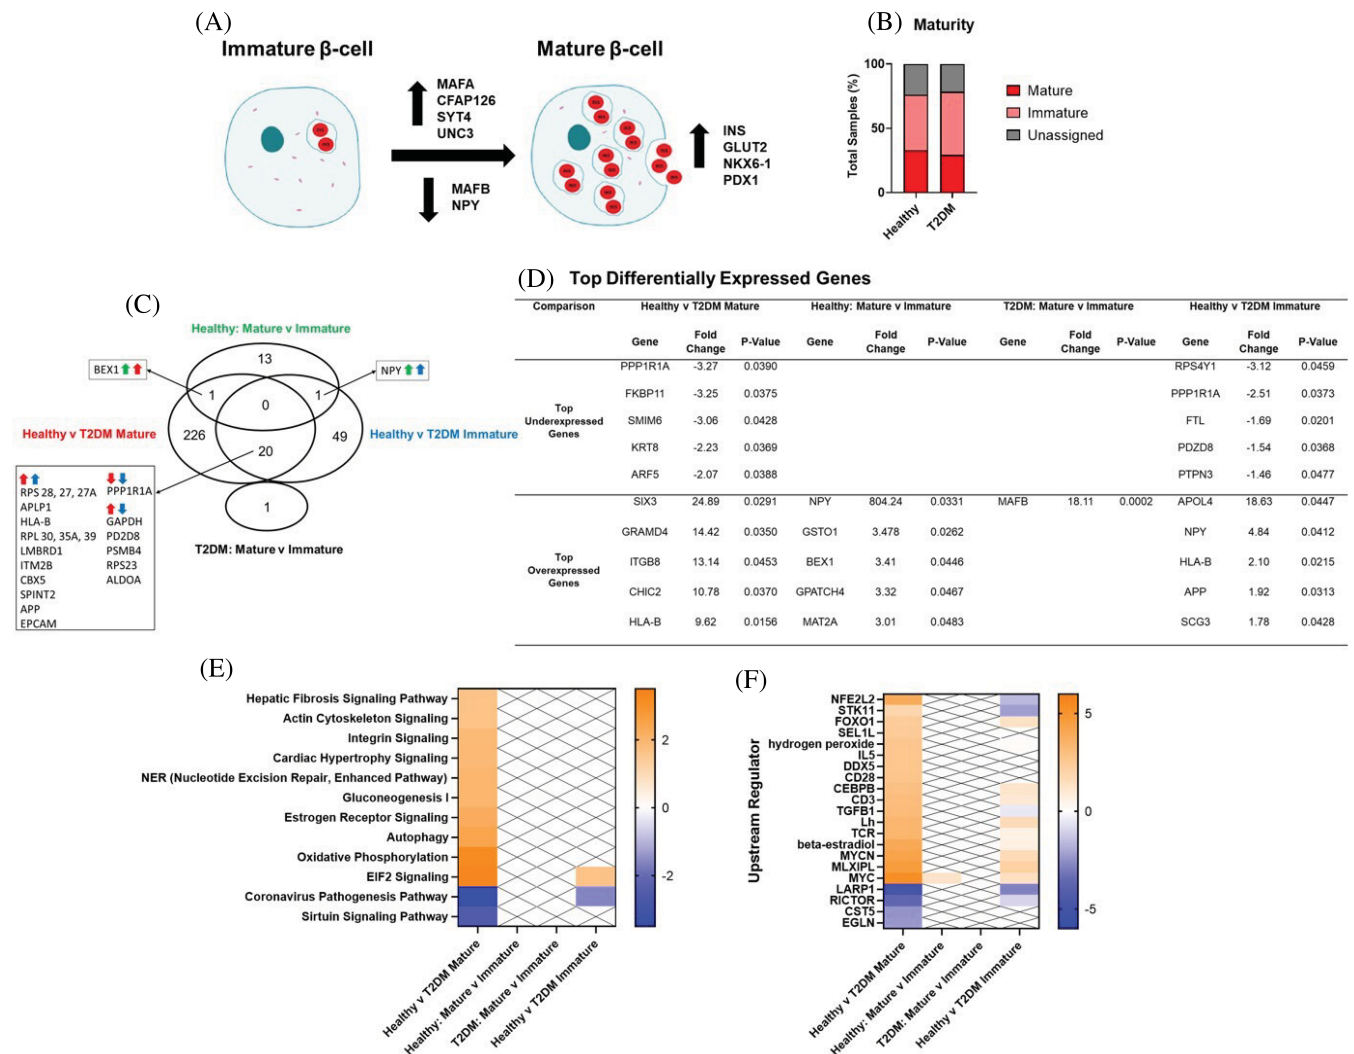 (A)
Immature β-cell
Mature β-cell
MAFA
CFAP126
SYT4
UNC3
MAFB
NPY
INS
GLUT2
NKX6-1
PDX1
(B)
Maturity
Total Samples (%)
100
50
0
Healthy
T2DM
Mature
Immature
Unassigned
(C)
Healthy: Mature v Immature
13
BEX1
NPY
1
0
1
Healthy v T2DM Mature
226
49
Healthy v T2DM Immature
20
1
T2DM: Mature v Immature
RPS 28, 27, 27A
APLP1
HLA-B
RPL 30, 35A, 39
LMBRD1
ITM2B
CBX5
SPINT2
APP
EPCAM
PPP1R1A
GAPDH
PD2D8
PSMB4
RPS23
ALDOA
(D) Top Differentially Expressed Genes
Comparison Healthy v T2DM Mature Healthy: Mature v Immature T2DM: Mature v Immature Healthy v T2DM Immature
Gene Fold Change P-Value Gene Fold Change P-Value Gene Fold Change P-Value Gene Fold Change P-Value
Top Underexpressed Genes
PPP1R1A -3.27 0.0390 RPS4Y1 -3.12 0.0459
FKBP11 -3.25 0.0375 PPP1R1A -2.51 0.0373
SMIM6 -3.06 0.0428 FTL -1.69 0.0201
KRT8 -2.23 0.0369 PDZD8 -1.54 0.0368
ARF5 -2.07 0.0388 PTPN3 -1.46 0.0477
Top Overexpressed Genes
SIX3 24.89 0.0291 NPY 804.24 0.0331 MAFB 18.11 0.0002 APOL4 18.63 0.0447
GRAMD4 14.42 0.0350 GSTO1 3.478 0.0262 NPY 4.84 0.0412
ITGB8 13.14 0.0453 BEX1 3.41 0.0446 HLA-B 2.10 0.0215
CHIC2 10.78 0.0370 GPATCH4 3.32 0.0467 APP 1.92 0.0313
HLA-B 9.62 0.0156 MAT2A 3.01 0.0483 SCG3 1.78 0.0428
(E)
Hepatic Fibrosis Signaling Pathway
Actin Cytoskeleton Signaling
Integrin Signaling
Cardiac Hypertrophy Signaling
NER (Nucleotide Excision Repair, Enhanced Pathway)
Gluconeogenesis I
Estrogen Receptor Signaling
Autophagy
Oxidative Phosphorylation
EIF2 Signaling
Coronavirus Pathogenesis Pathway
Sirtuin Signaling Pathway
Healthy v T2DM Mature
Healthy: Mature v Immature
T2DM: Mature v Immature
Healthy v T2DM Immature
2
0
-2
(F)
Upstream Regulator
NFE2L2
STK11
FOXO1
SEL1L
hydrogen peroxide
IL5
DDX5
CD28
CEBPB
CD3
TGFB1
Lh
TCR
beta-estradiol
MYCN
MLXIPL
MYC
LARP1
RICTOR
CST5
EGLN
Healthy v T2DM Mature
Healthy: Mature v Immature
T2DM: Mature v Immature
Healthy v T2DM Immature
5
0
-5